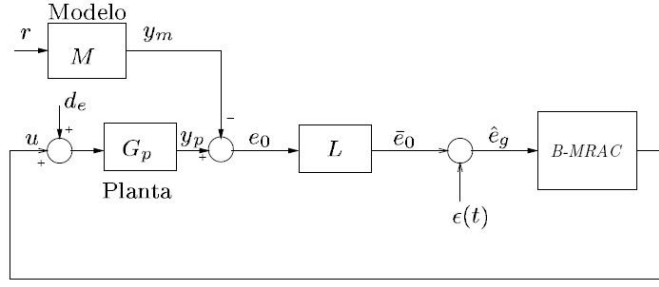 Modelo
r
M
y_m
d_e
−
u
+
+
G_p
y_p
+
e_0
L
ē_0
ê_g
B-MRAC
Planta
ϵ(t)